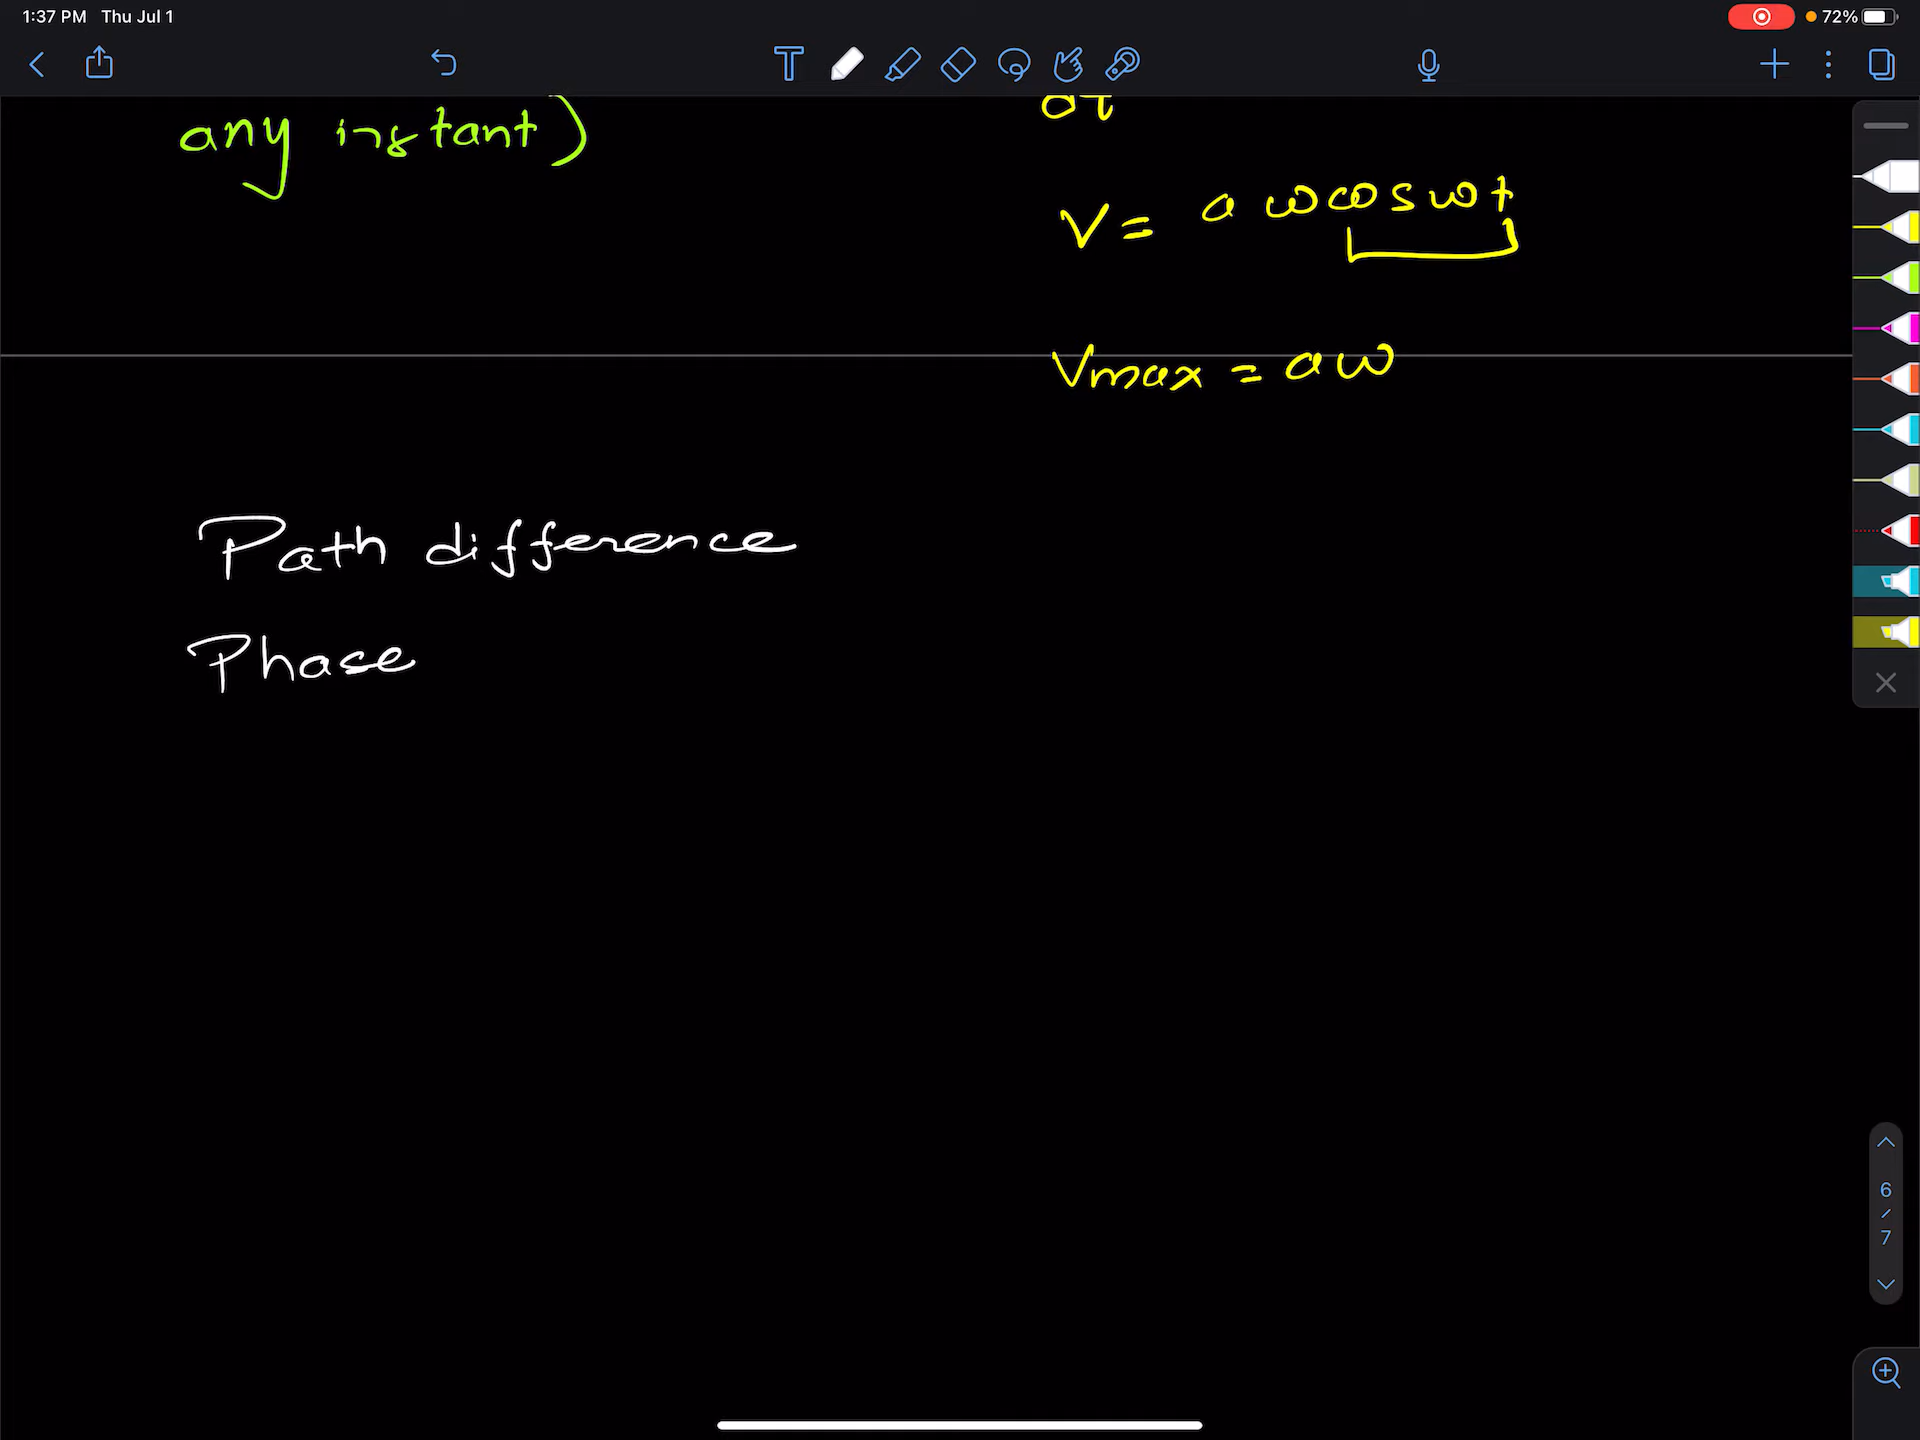 1:37 PM Thu Jul 1
72%
any instant)
V = a ω cos ωt
Vmax = aω
Path difference
Phase
6
/
7